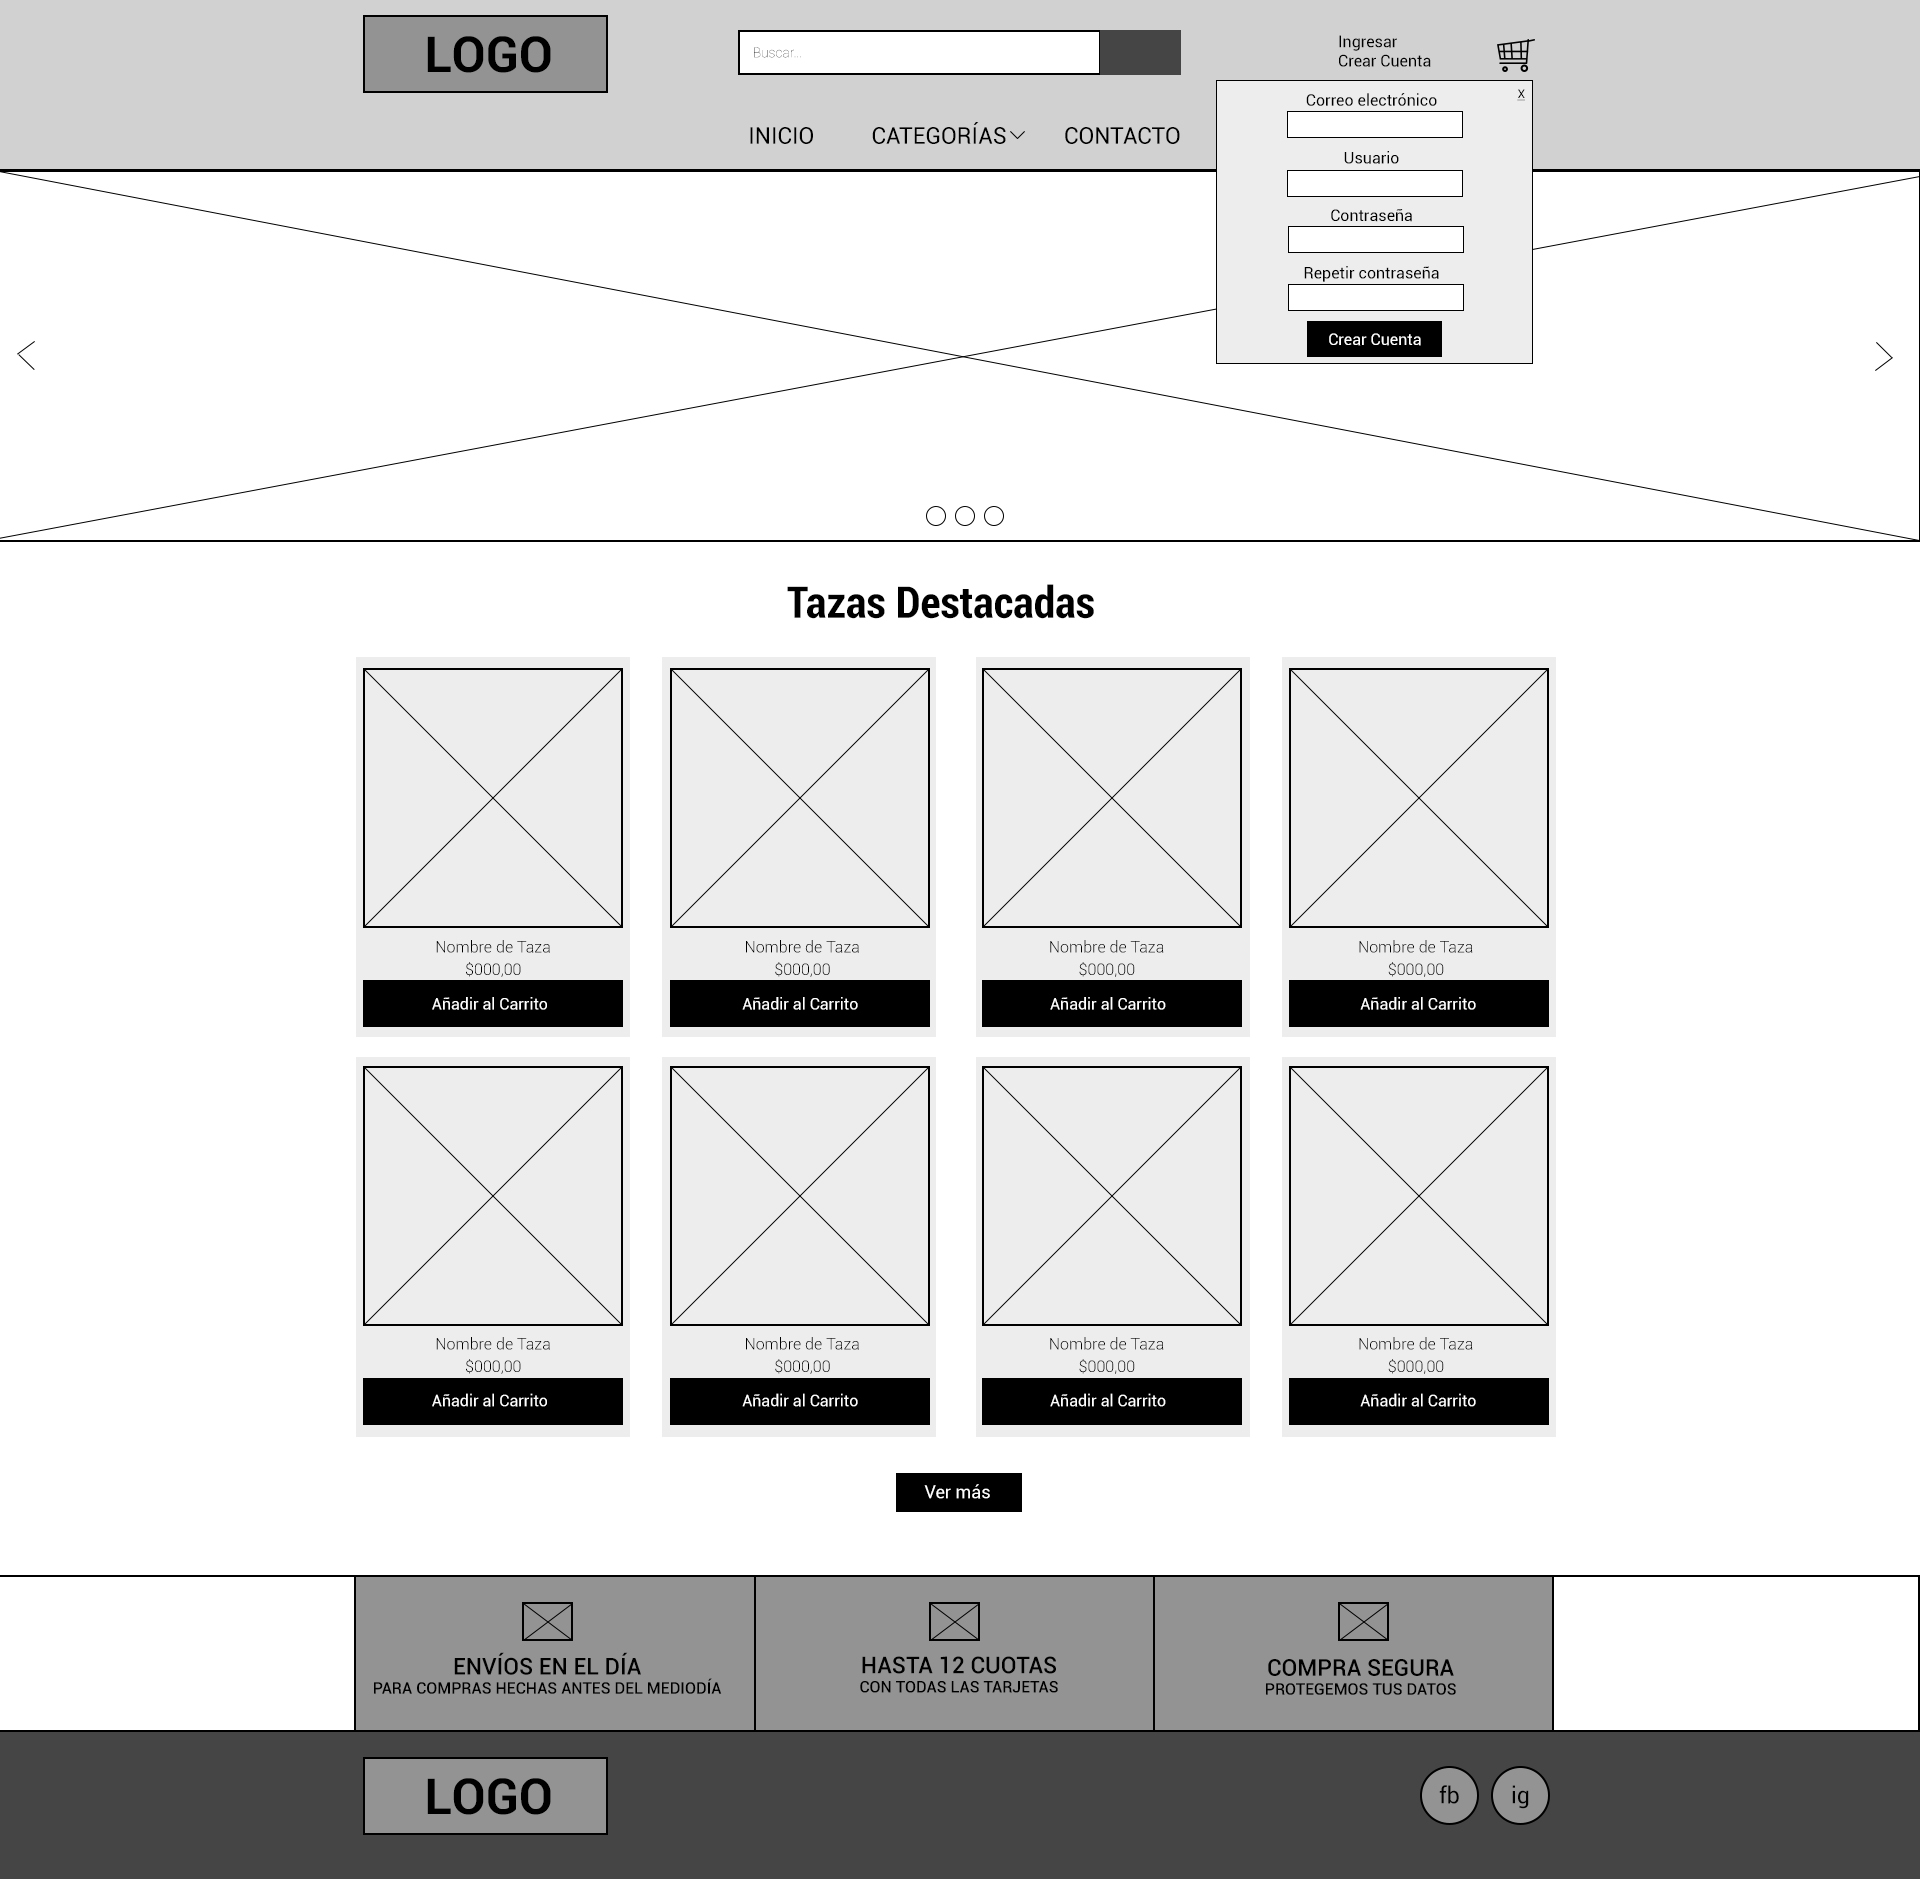 LOGO
Buscar...
Ingresar
Crear Cuenta
INICIO
CATEGORÍAS
CONTACTO
X
Correo electrónico
Usuario
Contraseña
Repetir contraseña
Crear Cuenta
Tazas Destacadas
Nombre de Taza
$000,00
Añadir al Carrito
Nombre de Taza
$000,00
Añadir al Carrito
Nombre de Taza
$000,00
Añadir al Carrito
Nombre de Taza
$000,00
Añadir al Carrito
Nombre de Taza
$000,00
Añadir al Carrito
Nombre de Taza
$000,00
Añadir al Carrito
Nombre de Taza
$000,00
Añadir al Carrito
Nombre de Taza
$000,00
Añadir al Carrito
Ver más
ENVÍOS EN EL DÍA
PARA COMPRAS HECHAS ANTES DEL MEDIODÍA
HASTA 12 CUOTAS
CON TODAS LAS TARJETAS
COMPRA SEGURA
PROTEGEMOS TUS DATOS
LOGO
fb
ig